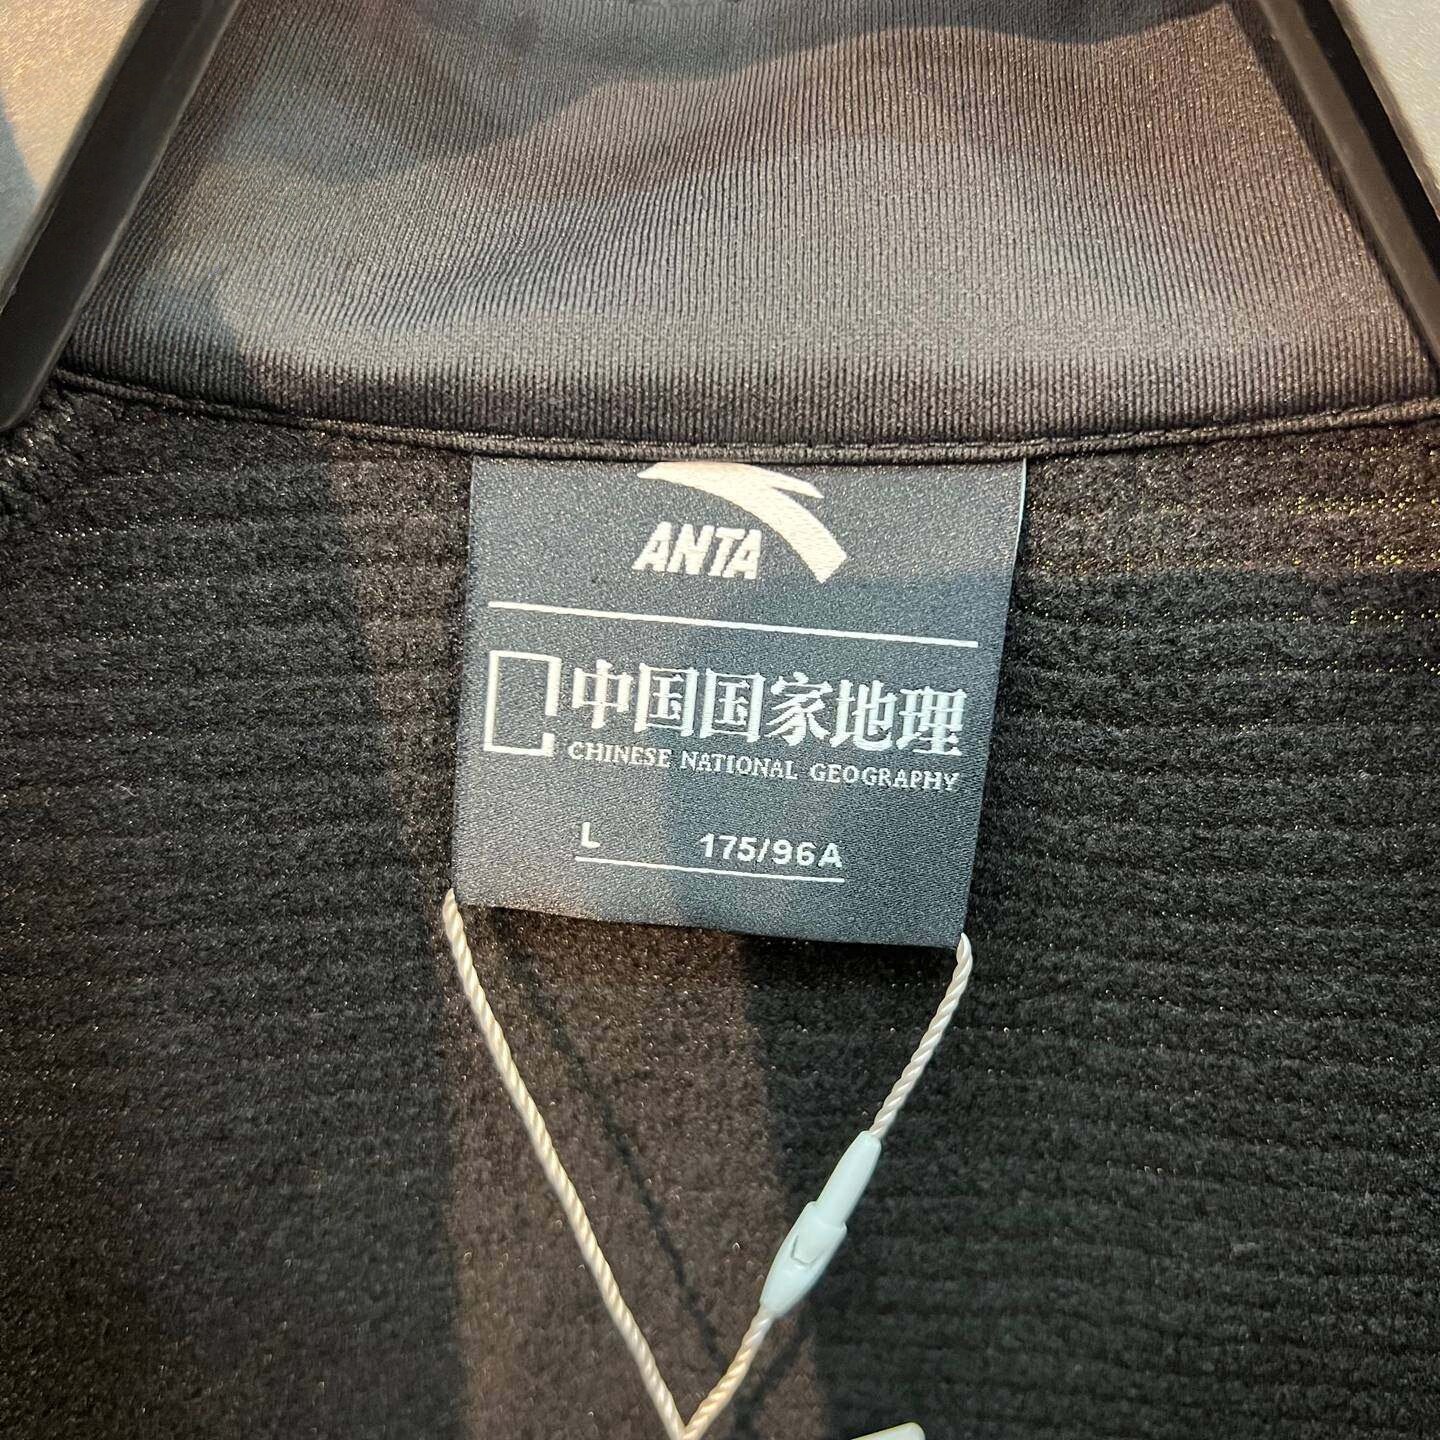 ANTA
中国国家地理
CHINESE NATIONAL GEOGRAPHY
L 175/96A